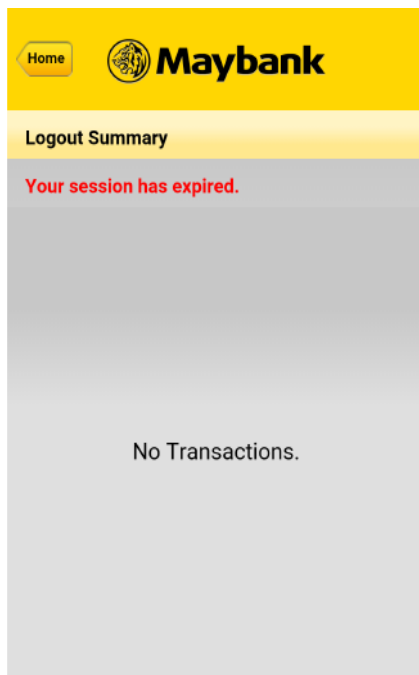 Home
Maybank
Logout Summary
Your session has expired.
No Transactions.